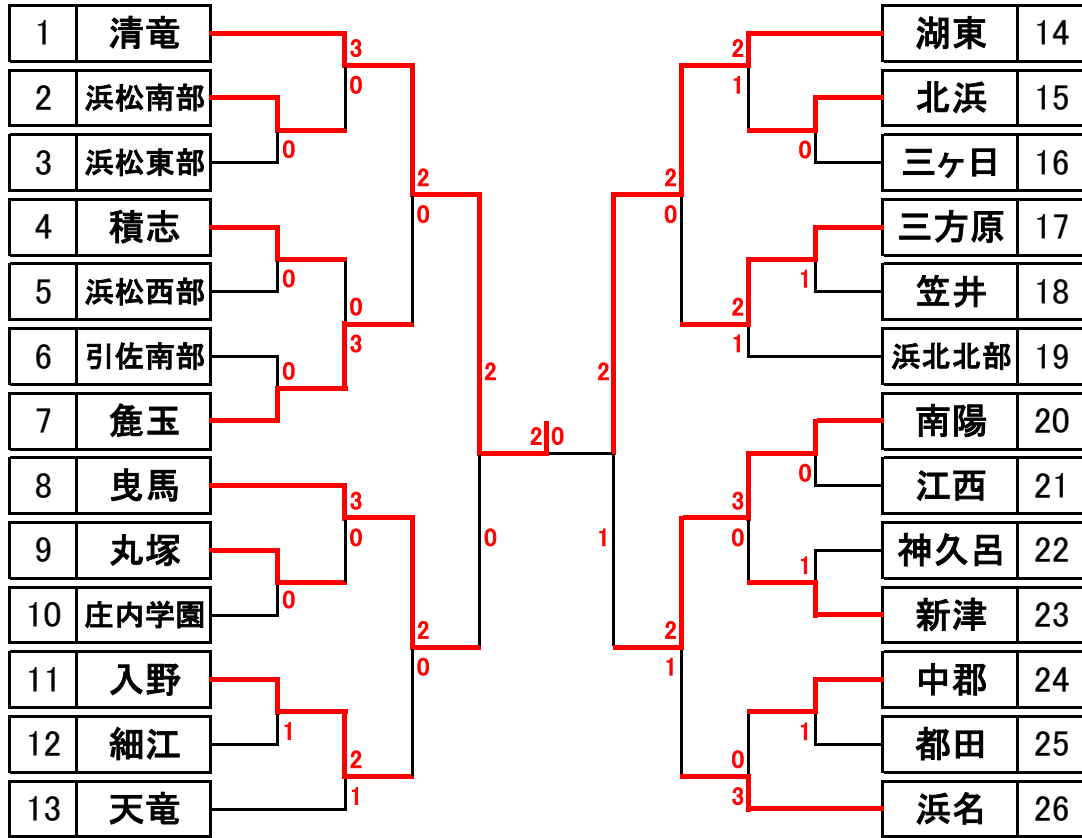 1 清竜
2 浜松南部
3 浜松東部
4 積志
5 浜松西部
6 引佐南部
7 麁玉
8 曳馬
9 丸塚
10 庄内学園
11 入野
12 細江
13 天竜
3
0
0
2
0
0
0
3
0
3
0
0
2
0
1
2
1
2
0
2
0
2
1
2
1
0
2
0
1
2
1
0
3
0
1
2
1
1
0
3
湖東 14
北浜 15
三ヶ日 16
三方原 17
笠井 18
浜北北部 19
南陽 20
江西 21
神久呂 22
新津 23
中郡 24
都田 25
浜名 26